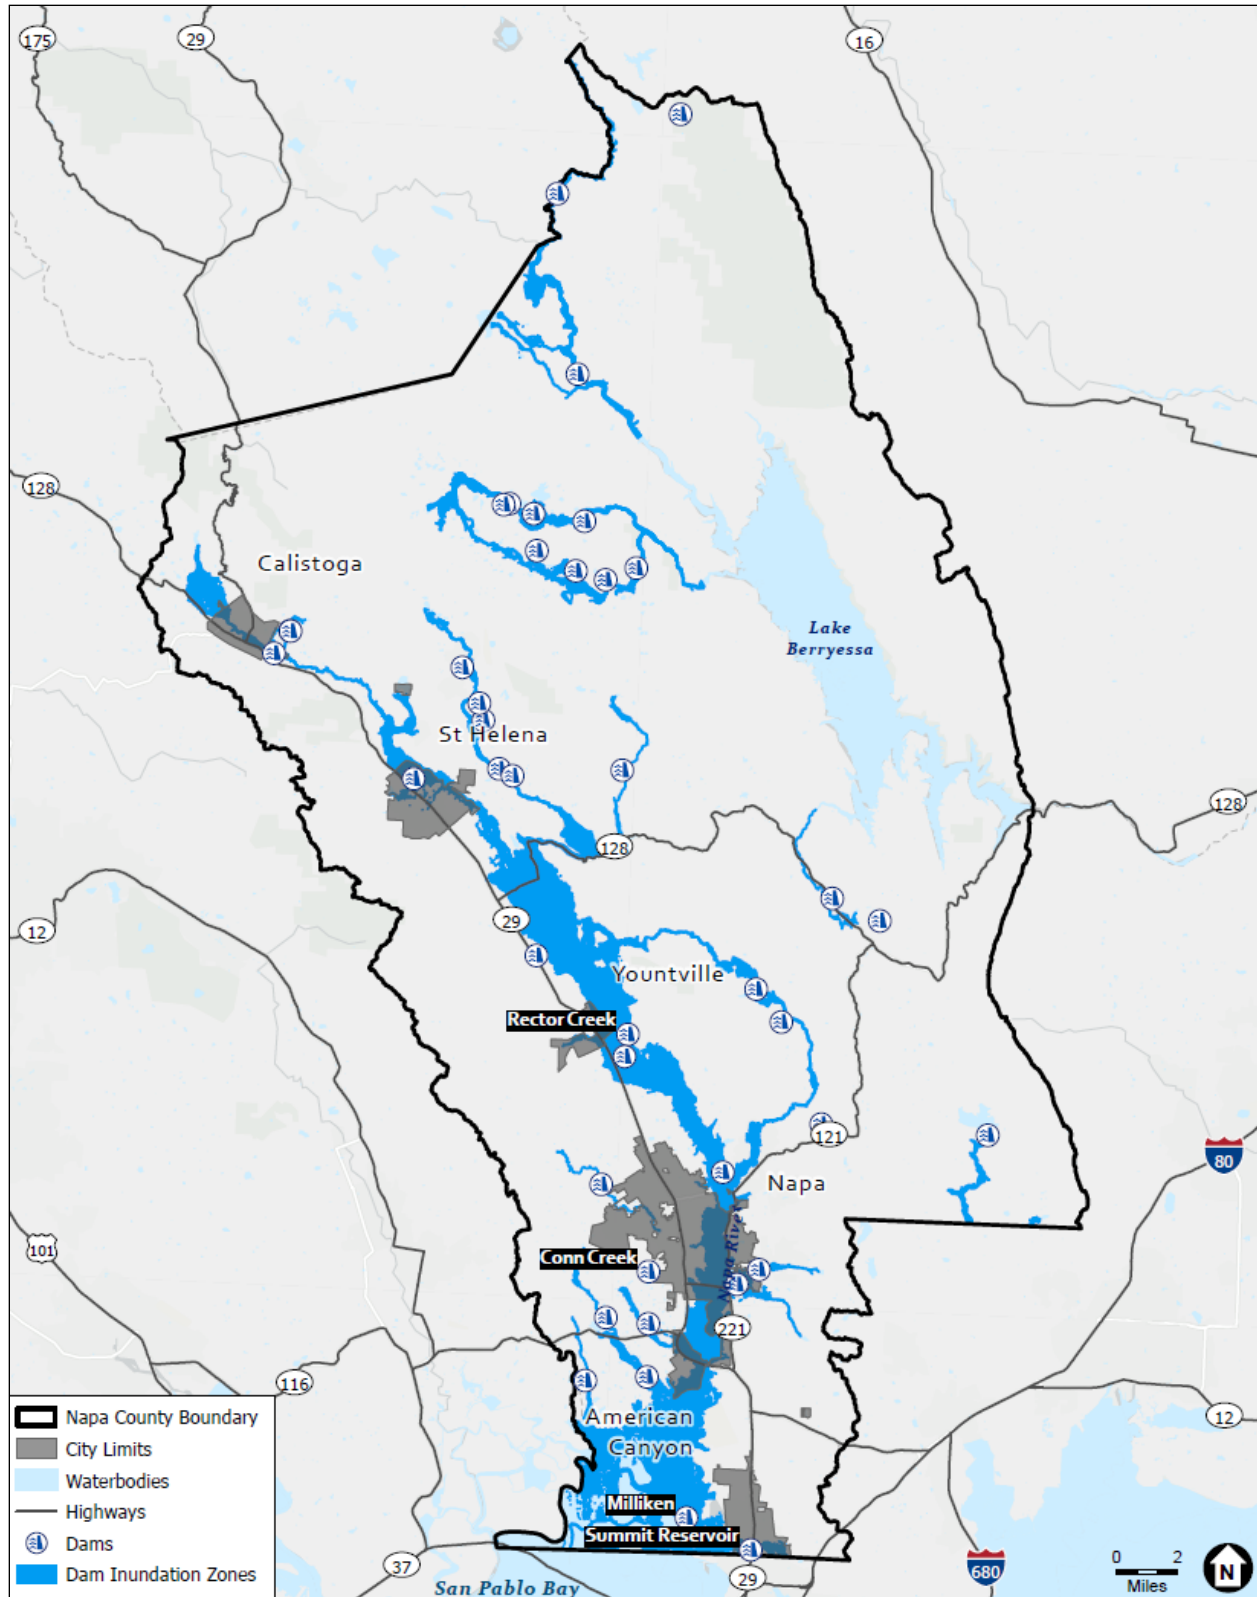 175
29
16
128
Calistoga
Lake
Berryessa
St Helena
128
128
29
12
Yountville
Rector Creek
121
80
Napa
Napa River
101
Conn Creek
221
116
12
American
Canyon
Milliken
Summit Reservoir
37
29
680
San Pablo Bay
Napa County Boundary
City Limits
Waterbodies
Highways
Dams
Dam Inundation Zones
0 2
Miles
N